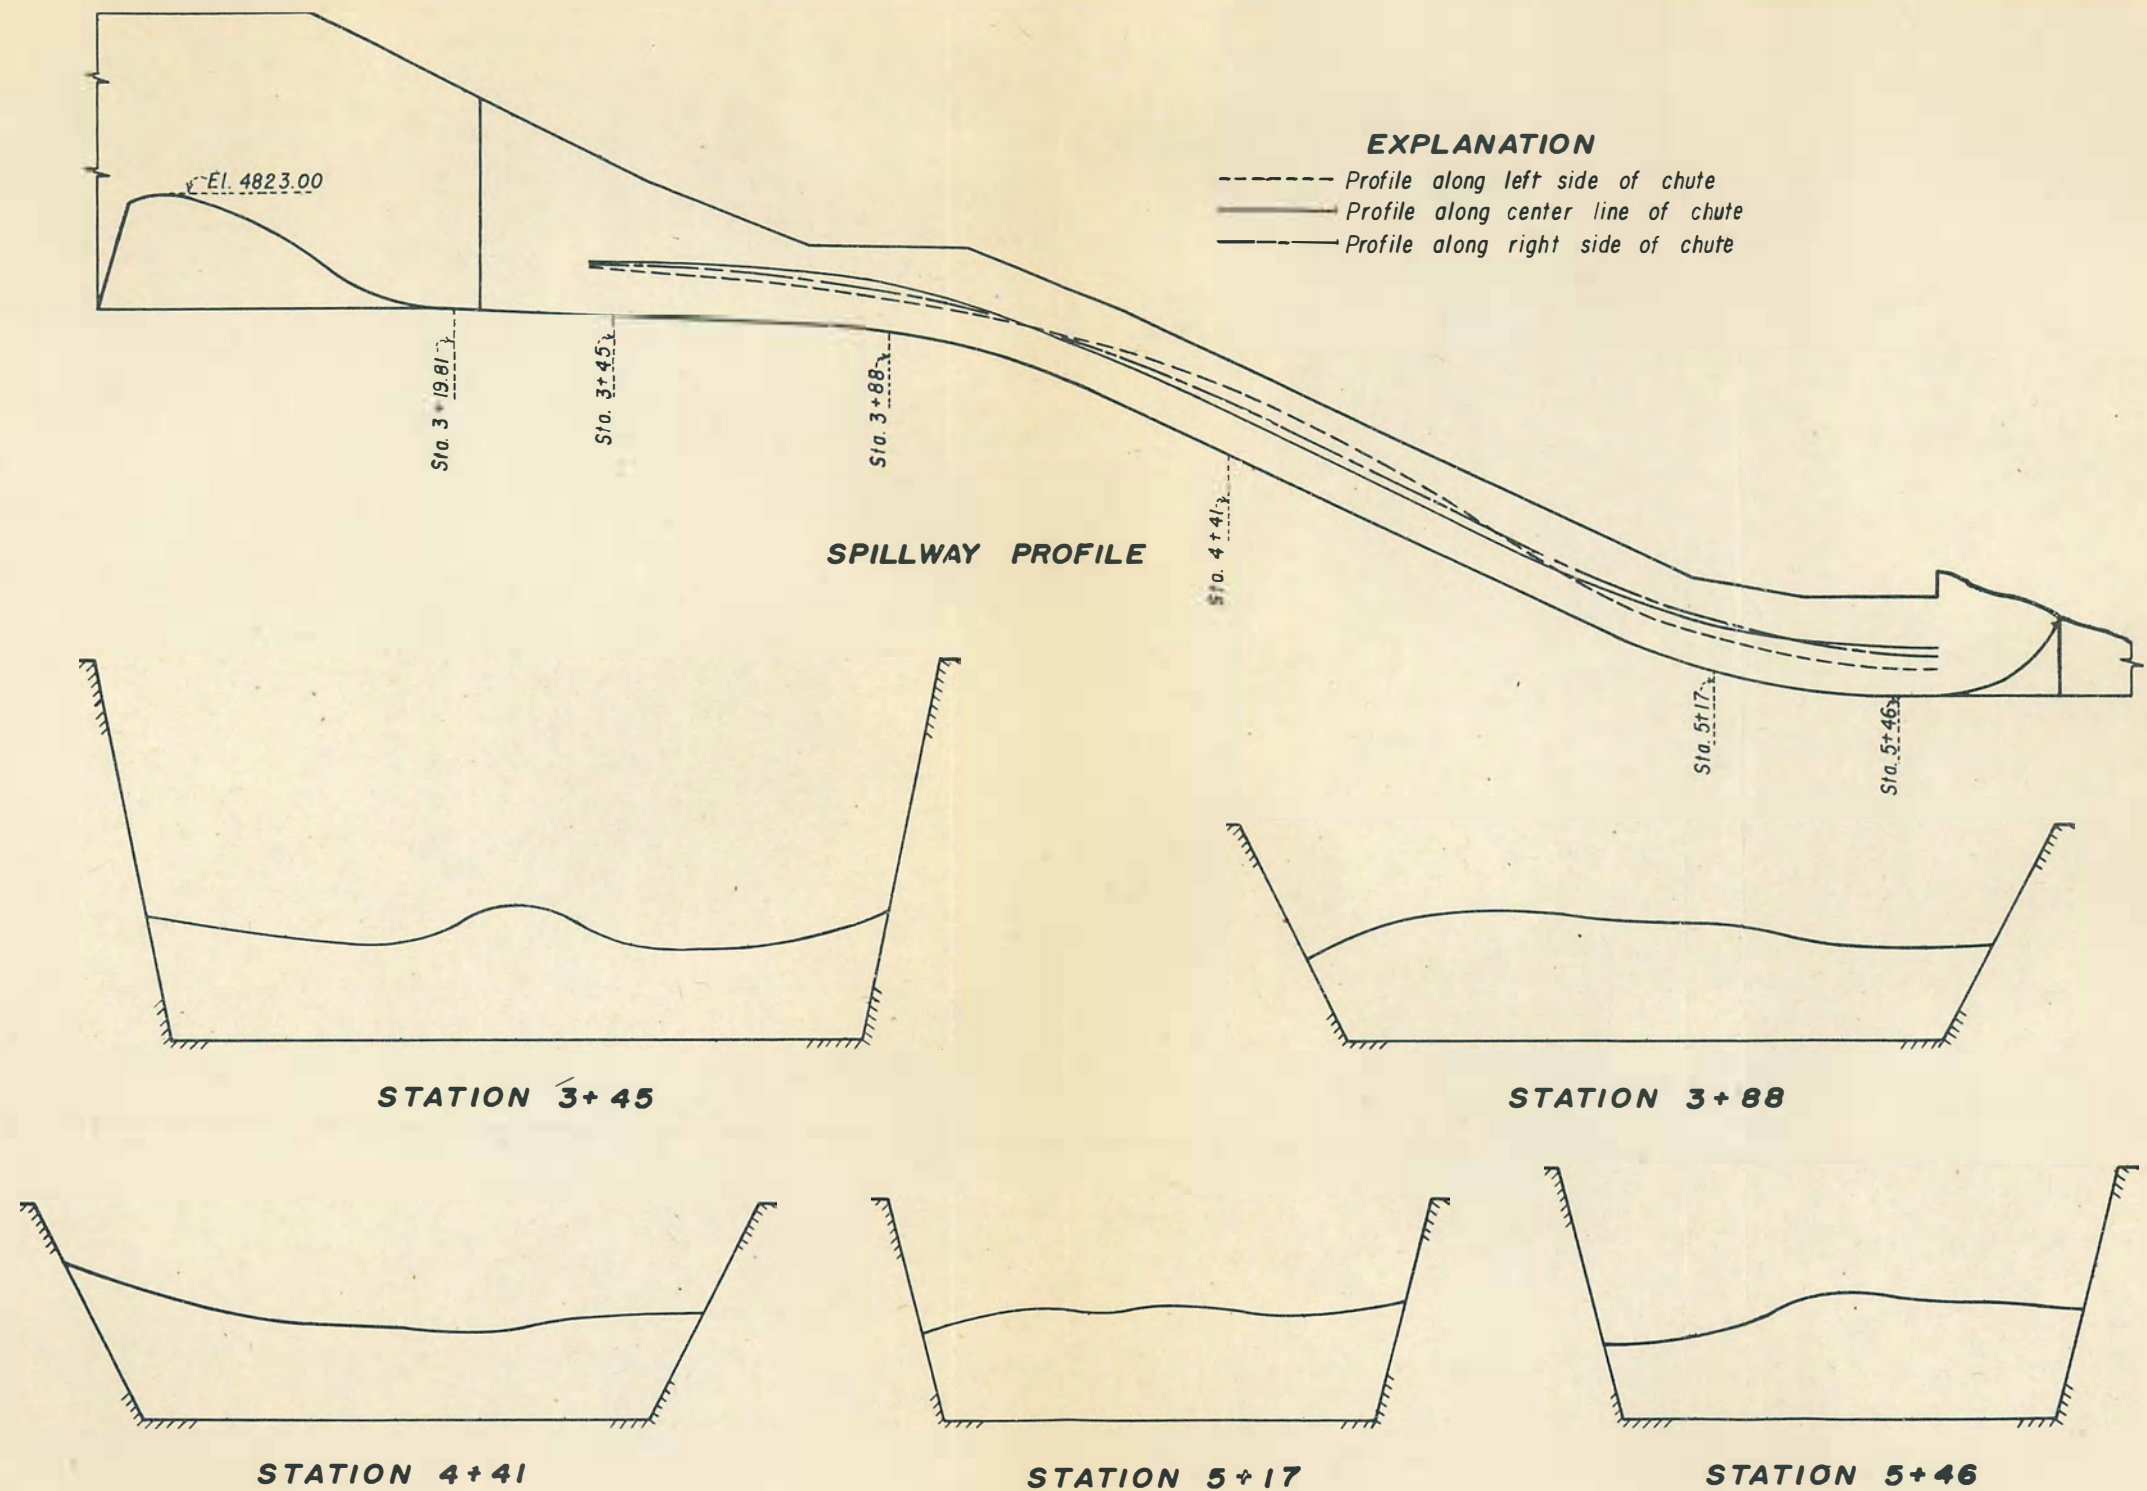 EXPLANATION
Profile along left side of chute
Profile along center line of chute
Profile along right side of chute
El. 4823.00
Sta. 3+19.81
Sta. 3+45
Sta. 3+88
Sta. 4+41
Sta. 5+17
Sta. 5+46
SPILLWAY PROFILE
STATION 3+45
STATION 3+88
STATION 4+41
STATION 5+17
STATION 5+46